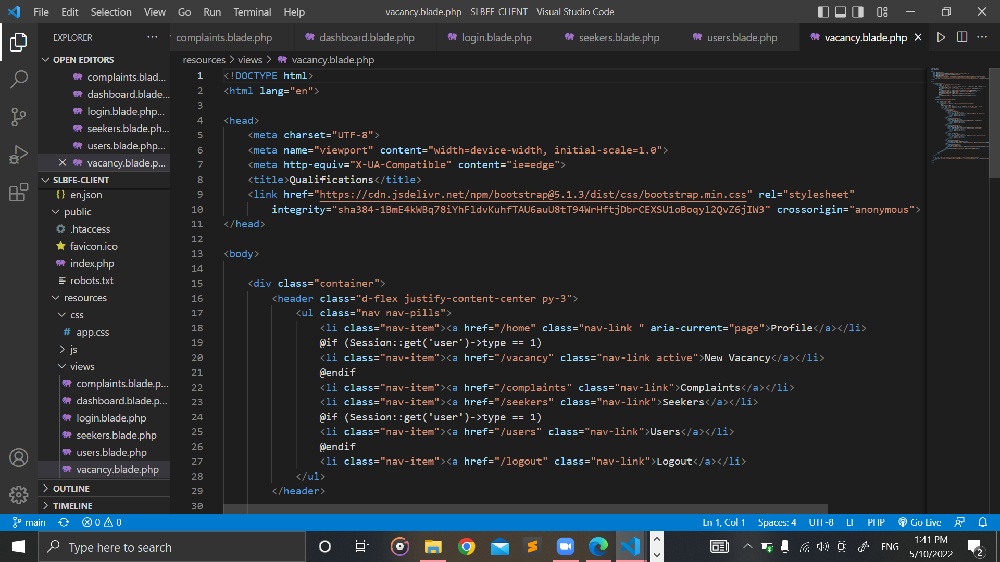 File Edit Selection View Go Run Terminal Help
vacancy.blade.php - SLBFE-CLIENT - Visual Studio Code
EXPLORER
OPEN EDITORS
complaints.blad...
dashboard.blade...
login.blade.php...
seekers.blade.ph...
users.blade.php...
vacancy.blade.p...
SLBFE-CLIENT
{} en.json
public
.htaccess
favicon.ico
index.php
robots.txt
resources
css
# app.css
js
views
complaints.blade.p...
dashboard.blade.p...
login.blade.php
seekers.blade.php
users.blade.php
vacancy.blade.php
OUTLINE
TIMELINE
complaints.blade.php dashboard.blade.php login.blade.php seekers.blade.php users.blade.php vacancy.blade.php
resources > views > vacancy.blade.php
1 <!DOCTYPE html>
2 <html lang="en">
3
4 <head>
5 <meta charset="UTF-8">
6 <meta name="viewport" content="width=device-width, initial-scale=1.0">
7 <meta http-equiv="X-UA-Compatible" content="ie=edge">
8 <title>Qualifications</title>
9 <link href="https://cdn.jsdelivr.net/npm/bootstrap@5.1.3/dist/css/bootstrap.min.css" rel="stylesheet"
10 integrity="sha384-1BmE4kWBq78iYhFldvKuhfTAU6auU8tT94WrHftjDbrCEXSU1oBoqyl2QvZ6jIW3" crossorigin="anonymous">
11 </head>
12
13 <body>
14
15 <div class="container">
16 <header class="d-flex justify-content-center py-3">
17 <ul class="nav nav-pills">
18 <li class="nav-item"><a href="/home" class="nav-link " aria-current="page">Profile</a></li>
19 @if (Session::get('user')->type == 1)
20 <li class="nav-item"><a href="/vacancy" class="nav-link active">New Vacancy</a></li>
21 @endif
22 <li class="nav-item"><a href="/complaints" class="nav-link">Complaints</a></li>
23 <li class="nav-item"><a href="/seekers" class="nav-link">Seekers</a></li>
24 @if (Session::get('user')->type == 1)
25 <li class="nav-item"><a href="/users" class="nav-link">Users</a></li>
26 @endif
27 <li class="nav-item"><a href="/logout" class="nav-link">Logout</a></li>
28 </ul>
29 </header>
30
main 0 0 Ln 1, Col 1 Spaces: 4 UTF-8 LF PHP Go Live
Type here to search
ENG
1:41 PM
5/10/2022
2